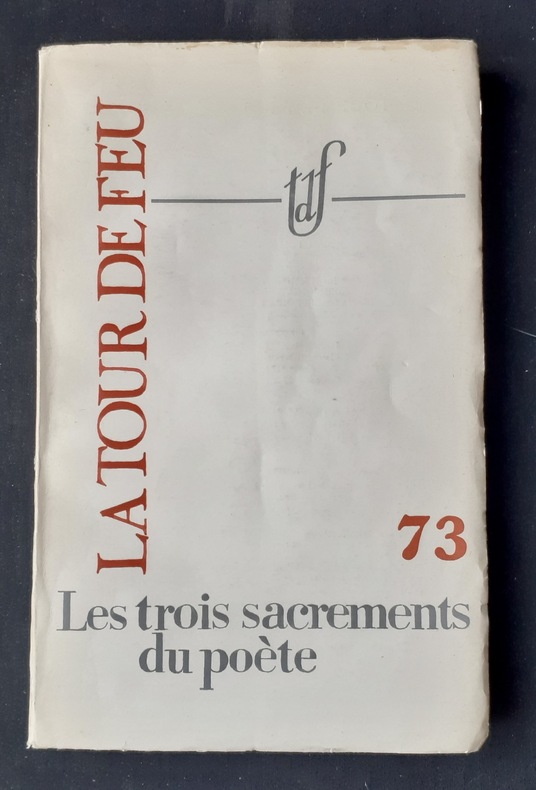 LA TOUR DE FEU
tdf
73
Les trois sacrements
du poète